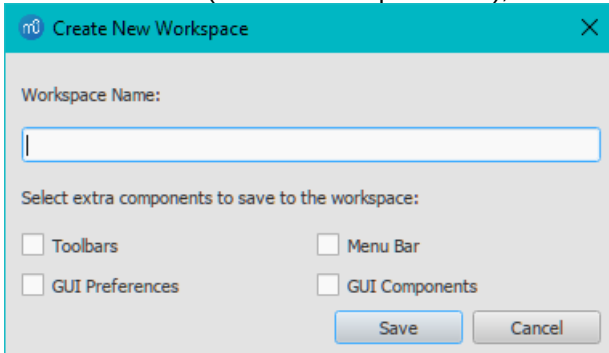 Create New Workspace
Workspace Name:
Select extra components to save to the workspace:
Toolbars Menu Bar
GUI Preferences GUI Components
Save Cancel